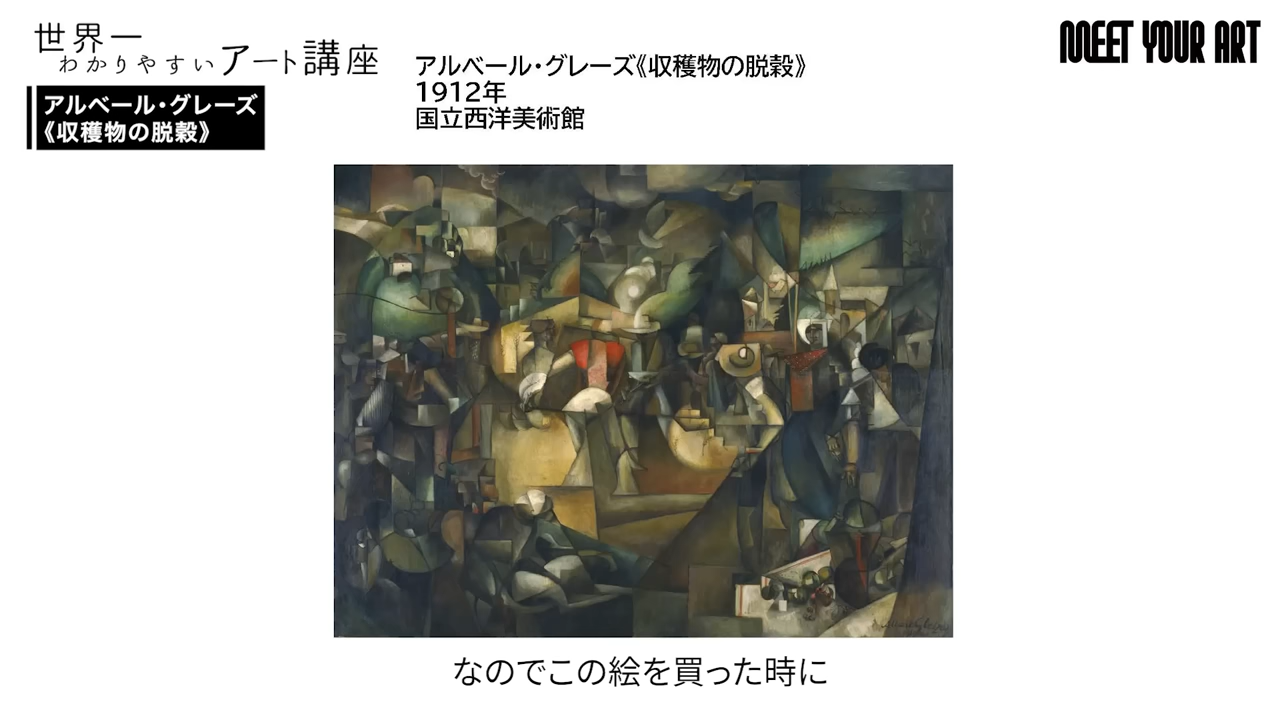 世界一
わかりやすいアート講座
アルベール・グレーズ
《収穫物の脱穀》
アルベール・グレーズ《収穫物の脱穀》
1912年
国立西洋美術館
MEET YOUR ART
なのでこの絵を買った時に